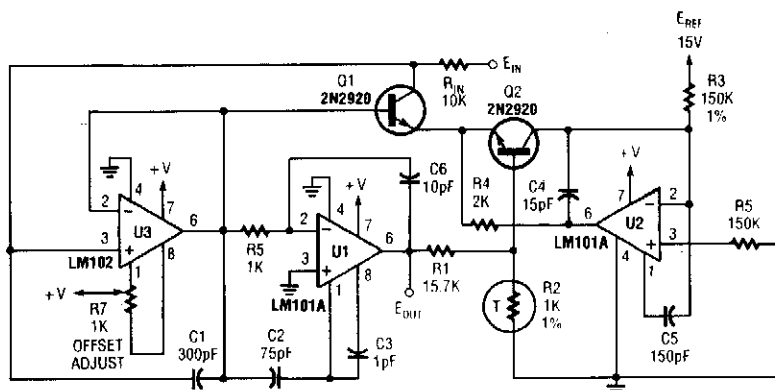 E_REF
15V
E_IN
Q1
2N2920
R_IN
10K
Q2
2N2920
R3
150K
1%
+V
4
7
2
−
6
U3
3
+
LM102
1
8
+V
R7
1K
OFFSET
ADJUST
R5
1K
C6
10pF
+V
4
7
2
−
6
U1
3
+
LM101A
1
8
E_OUT
R1
15.7K
R4
2K
C4
15pF
+V
7
2
−
6
U2
3
+
LM101A
4
1
R5
150K
T
R2
1K
1%
C5
150pF
C1
300pF
C2
75pF
C3
1pF